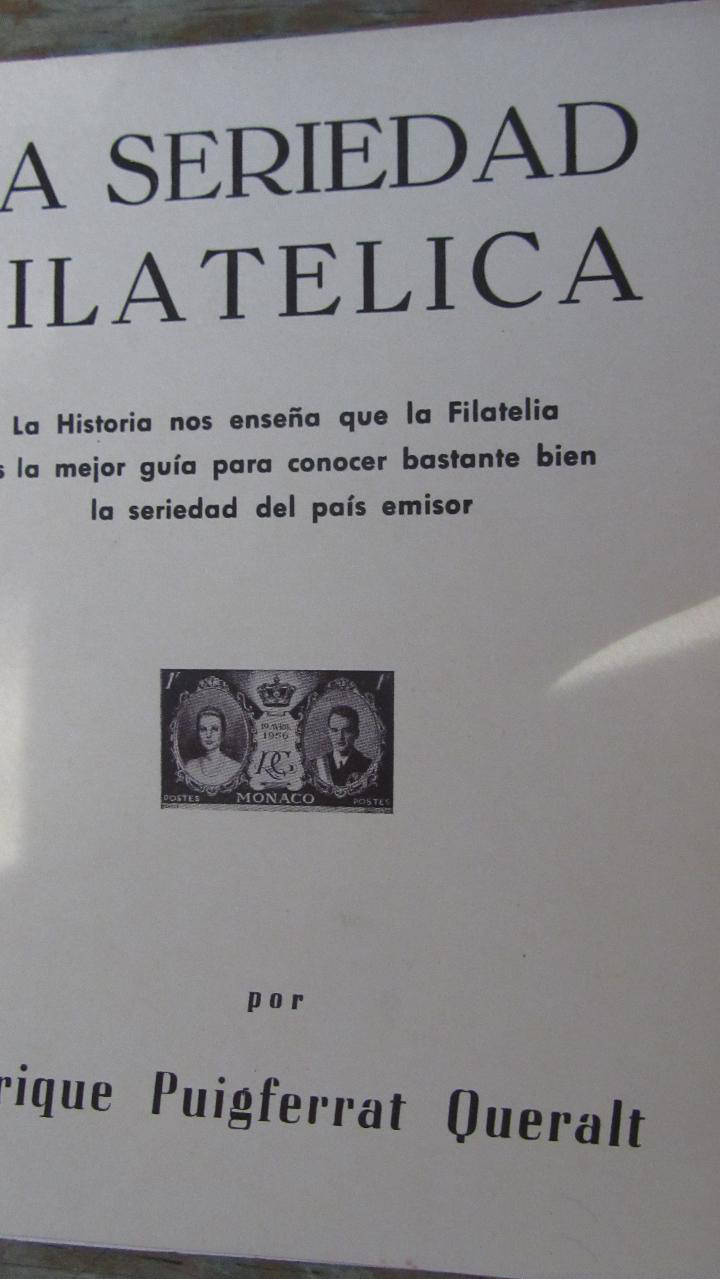 A SERIEDAD
ILATELICA
La Historia nos enseña que la Filatelia
s la mejor guía para conocer bastante bien
la seriedad del país emisor
1F
19 AVRIL
1956
RG
POSTES MONACO POSTES
por
rique Puigferrat Queralt